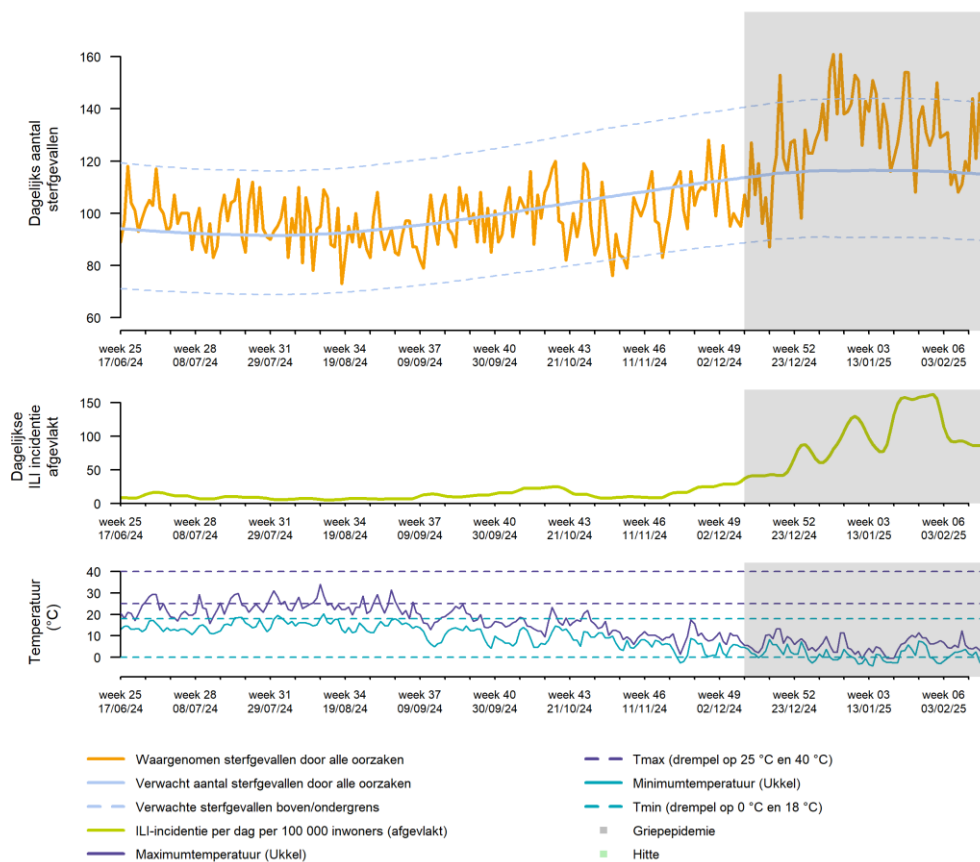 Dagelijks aantal
sterfgevallen
160
140
120
100
80
60
week 25 week 28 week 31 week 34 week 37 week 40 week 43 week 46 week 49 week 52 week 03 week 06
17/06/24 08/07/24 29/07/24 19/08/24 09/09/24 30/09/24 21/10/24 11/11/24 02/12/24 23/12/24 13/01/25 03/02/25
Dagelijkse
ILI incidentie
afgevlakt
150
100
50
0
week 25 week 28 week 31 week 34 week 37 week 40 week 43 week 46 week 49 week 52 week 03 week 06
17/06/24 08/07/24 29/07/24 19/08/24 09/09/24 30/09/24 21/10/24 11/11/24 02/12/24 23/12/24 13/01/25 03/02/25
Temperatuur
(°C)
40
30
20
10
0
week 25 week 28 week 31 week 34 week 37 week 40 week 43 week 46 week 49 week 52 week 03 week 06
17/06/24 08/07/24 29/07/24 19/08/24 09/09/24 30/09/24 21/10/24 11/11/24 02/12/24 23/12/24 13/01/25 03/02/25
Waargenomen sterfgevallen door alle oorzaken
Verwacht aantal sterfgevallen door alle oorzaken
Verwachte sterfgevallen boven/ondergrens
ILI-incidentie per dag per 100 000 inwoners (afgevlakt)
Maximumtemperatuur (Ukkel)
Tmax (drempel op 25 °C en 40 °C)
Minimumtemperatuur (Ukkel)
Tmin (drempel op 0 °C en 18 °C)
Griepepidemie
Hitte